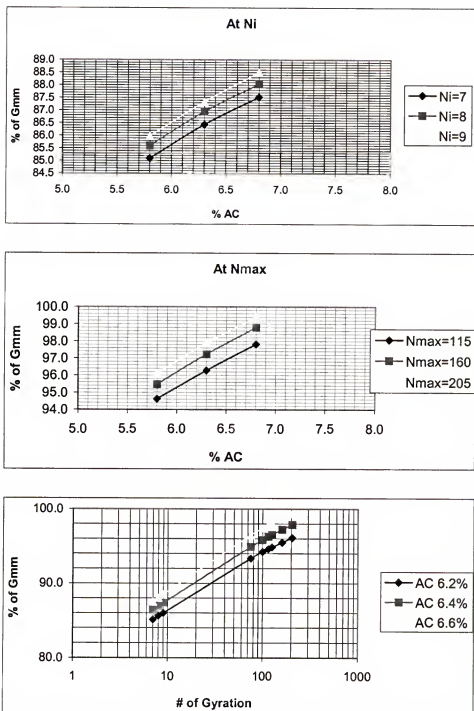 At Ni
89.0
88.5
88.0
87.5
87.0
86.5
86.0
85.5
85.0
84.5
% of Gmm
5.0 5.5 6.0 6.5 7.0 7.5 8.0
% AC
Ni=7
Ni=8
Ni=9
At Nmax
100.0
99.0
98.0
97.0
96.0
95.0
94.0
% of Gmm
5.0 5.5 6.0 6.5 7.0 7.5 8.0
% AC
Nmax=115
Nmax=160
Nmax=205
100.0
90.0
80.0
% of Gmm
1 10 100 1000
# of Gyration
AC 6.2%
AC 6.4%
AC 6.6%